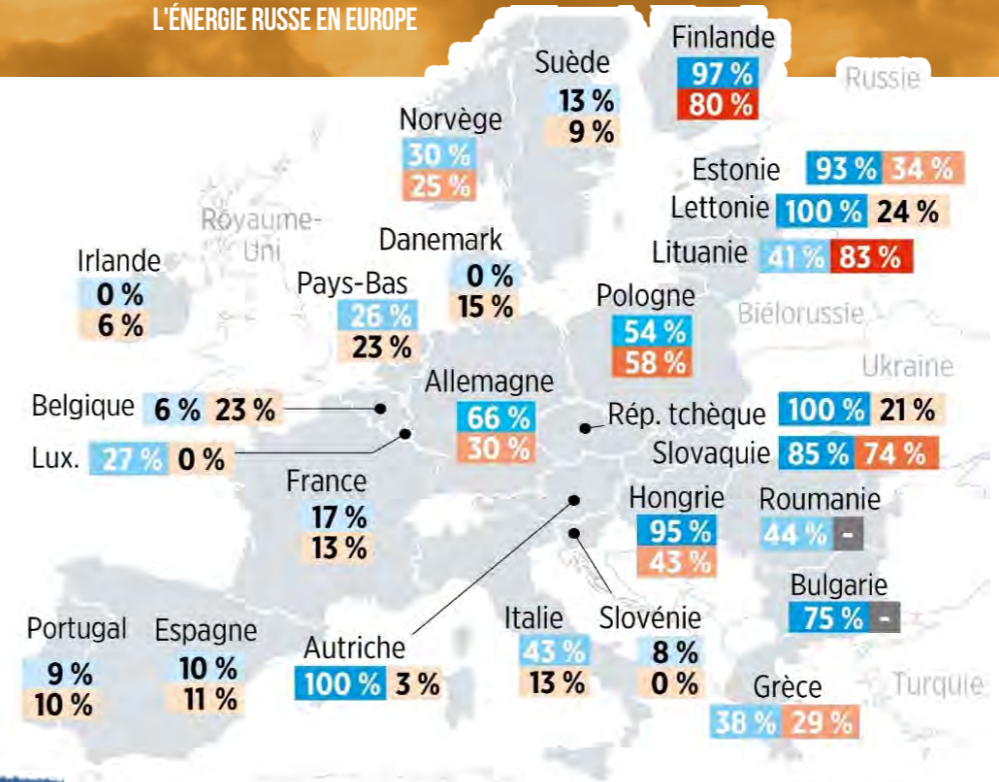 L'ÉNERGIE RUSSE EN EUROPE
Finlande
97 %
80 %
Russie
Suède
13 %
9 %
Norvège
30 %
25 %
Estonie 93 % 34 %
Lettonie 100 % 24 %
Lituanie 41 % 83 %
Royaume-
Uni
Irlande
0 %
6 %
Danemark
0 %
15 %
Pays-Bas
26 %
23 %
Pologne
54 %
58 %
Biélorussie
Ukraine
Allemagne
66 %
30 %
Belgique 6 % 23 %
Lux. 27 % 0 %
Rép. tchèque 100 % 21 %
Slovaquie 85 % 74 %
France
17 %
13 %
Hongrie
95 %
43 %
Roumanie
44 % -
Bulgarie
75 % -
Portugal
9 %
10 %
Espagne
10 %
11 %
Autriche
100 % 3 %
Italie
43 %
13 %
Slovénie
8 %
0 %
Grèce
38 % 29 %
Turquie